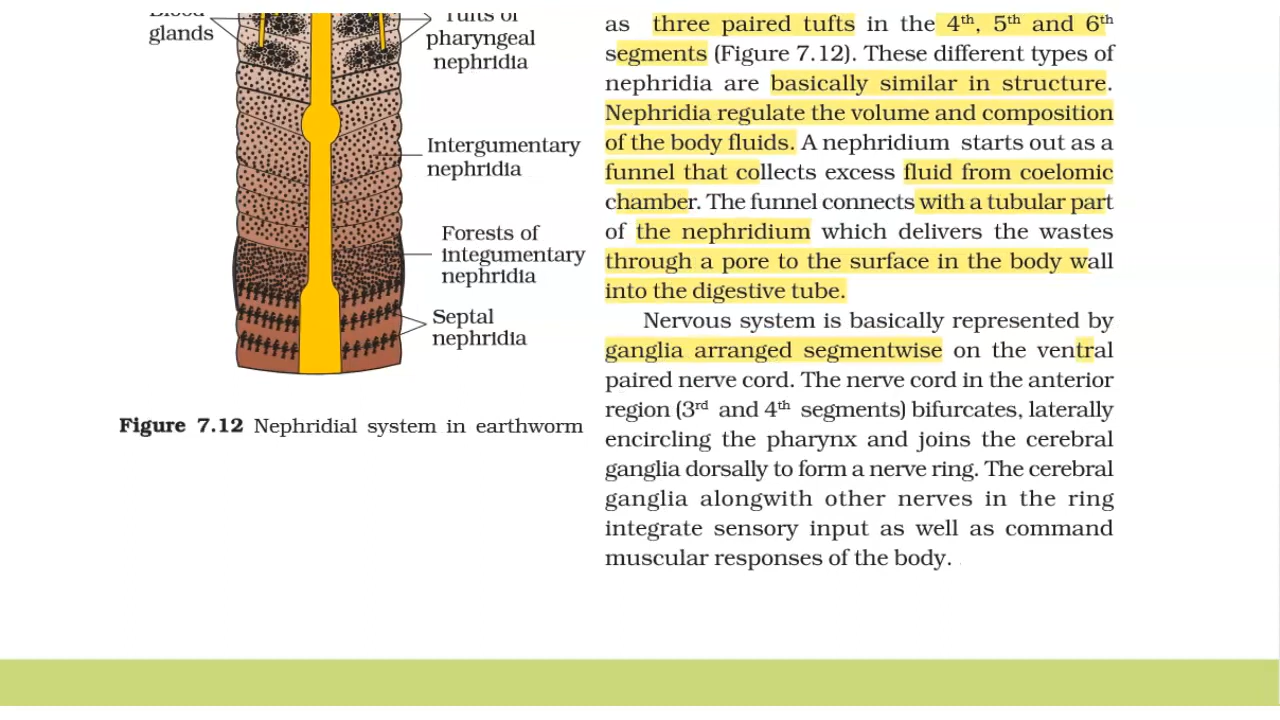 glands
Tufts of
pharyngeal
nephridia
Intergumentary
nephridia
Forests of
integumentary
nephridia
Septal
nephridia
Figure 7.12 Nephridial system in earthworm
as three paired tufts in the 4th, 5th and 6th
segments (Figure 7.12). These different types of
nephridia are basically similar in structure.
Nephridia regulate the volume and composition
of the body fluids. A nephridium starts out as a
funnel that collects excess fluid from coelomic
chamber. The funnel connects with a tubular part
of the nephridium which delivers the wastes
through a pore to the surface in the body wall
into the digestive tube.
Nervous system is basically represented by
ganglia arranged segmentwise on the ventral
paired nerve cord. The nerve cord in the anterior
region (3rd and 4th segments) bifurcates, laterally
encircling the pharynx and joins the cerebral
ganglia dorsally to form a nerve ring. The cerebral
ganglia alongwith other nerves in the ring
integrate sensory input as well as command
muscular responses of the body.